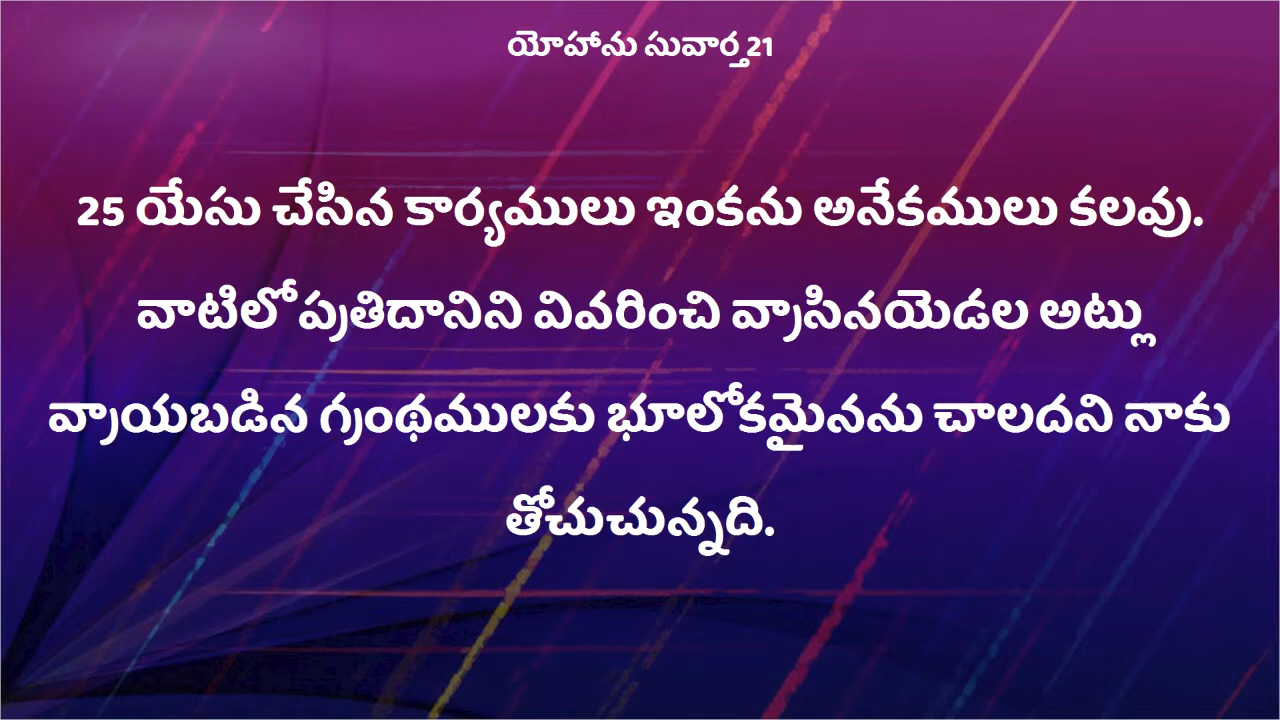 యోహాను సువార్త 21
25 యేసు చేసిన కార్యములు ఇంకను అనేకములు కలవు.
వాటిలో ప్రతిదానిని వివరించి వ్రాసినయెడల అట్లు
వ్రాయబడిన గ్రంథములకు భూలోకమైనను చాలదని నాకు
తోచుచున్నది.